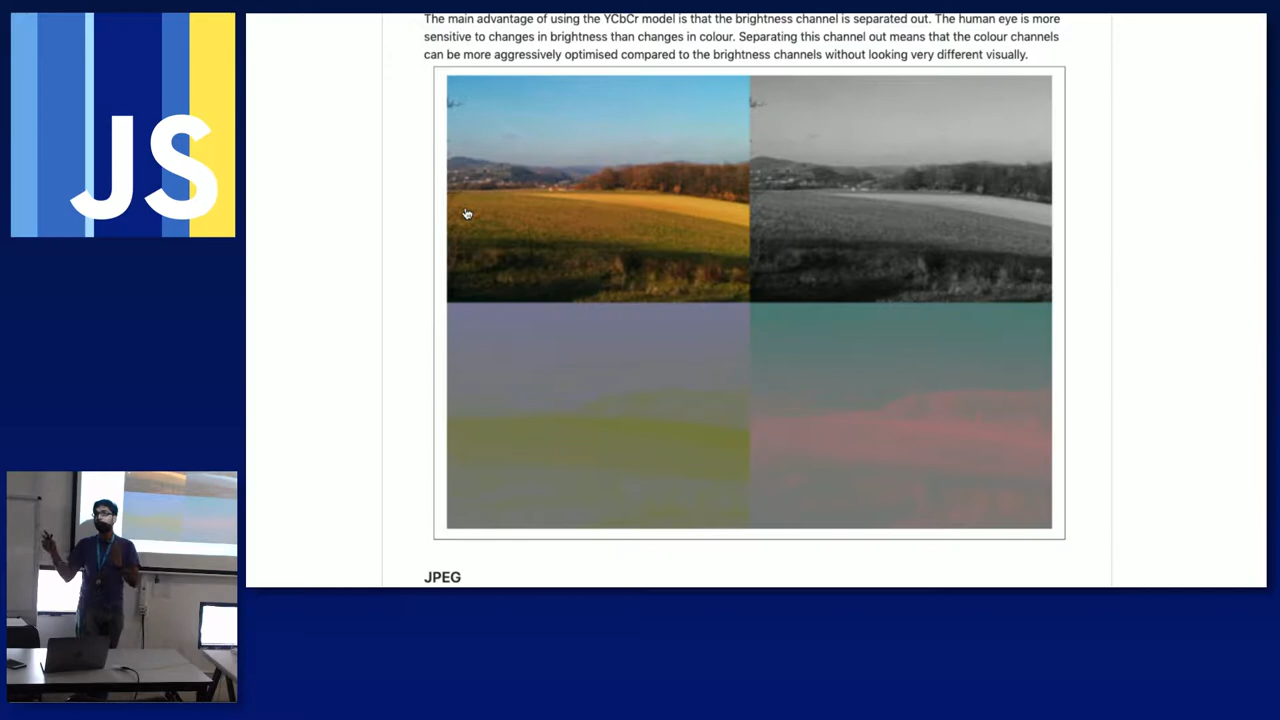 JS
The main advantage of using the YCbCr model is that the brightness channel is separated out. The human eye is more
sensitive to changes in brightness than changes in colour. Separating this channel out means that the colour channels
can be more aggressively optimised compared to the brightness channels without looking very different visually.
JPEG